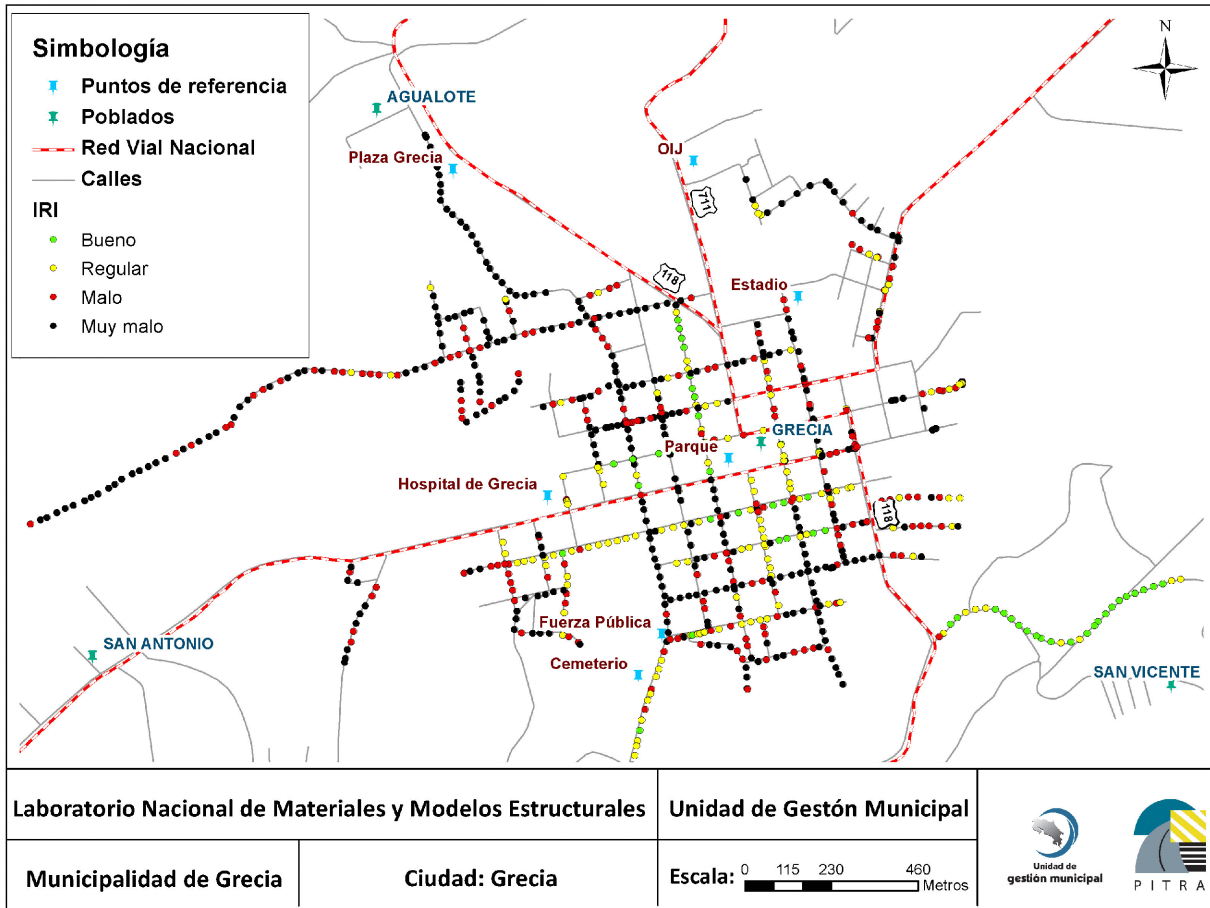 Simbología
Puntos de referencia
Poblados
Red Vial Nacional
Calles
IRI
Bueno
Regular
Malo
Muy malo
N
AGUALOTE
Plaza Grecia
OIJ
711
118
Estadio
GRECIA
Parque
Hospital de Grecia
118
Fuerza Pública
SAN ANTONIO
Cemeterio
SAN VICENTE
Laboratorio Nacional de Materiales y Modelos Estructurales
Unidad de Gestón Municipal
Municipalidad de Grecia
Ciudad: Grecia
Escala: 0 115 230 460
Metros
Unidad de
gestión municipal
PITRA